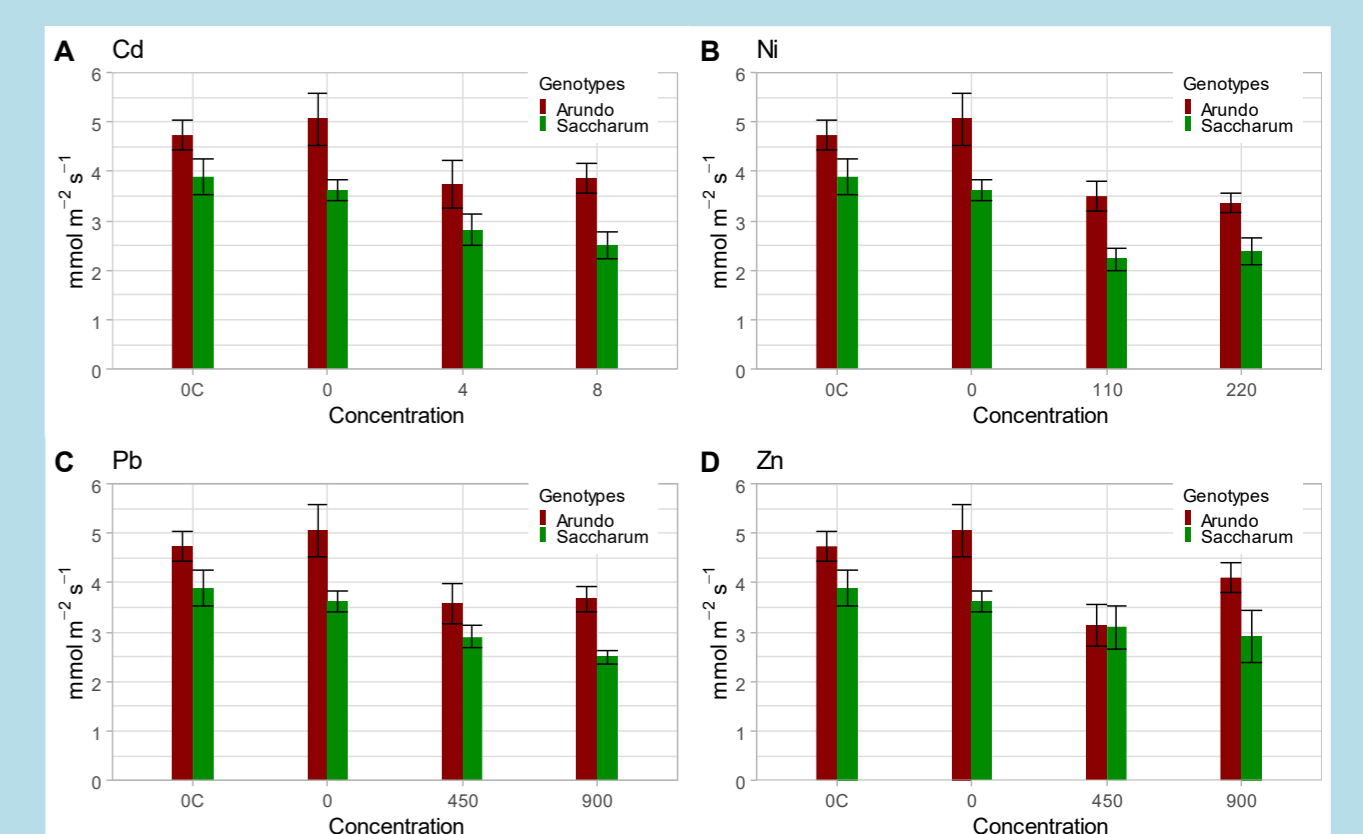 A Cd
Genotypes
Arundo
Saccharum
6
5
4
3
2
1
0
mmol m⁻² s⁻¹
0C 0 4 8
Concentration
B Ni
Genotypes
Arundo
Saccharum
6
5
4
3
2
1
0
mmol m⁻² s⁻¹
0C 0 110 220
Concentration
C Pb
Genotypes
Arundo
Saccharum
6
5
4
3
2
1
0
mmol m⁻² s⁻¹
0C 0 450 900
Concentration
D Zn
Genotypes
Arundo
Saccharum
6
5
4
3
2
1
0
mmol m⁻² s⁻¹
0C 0 450 900
Concentration